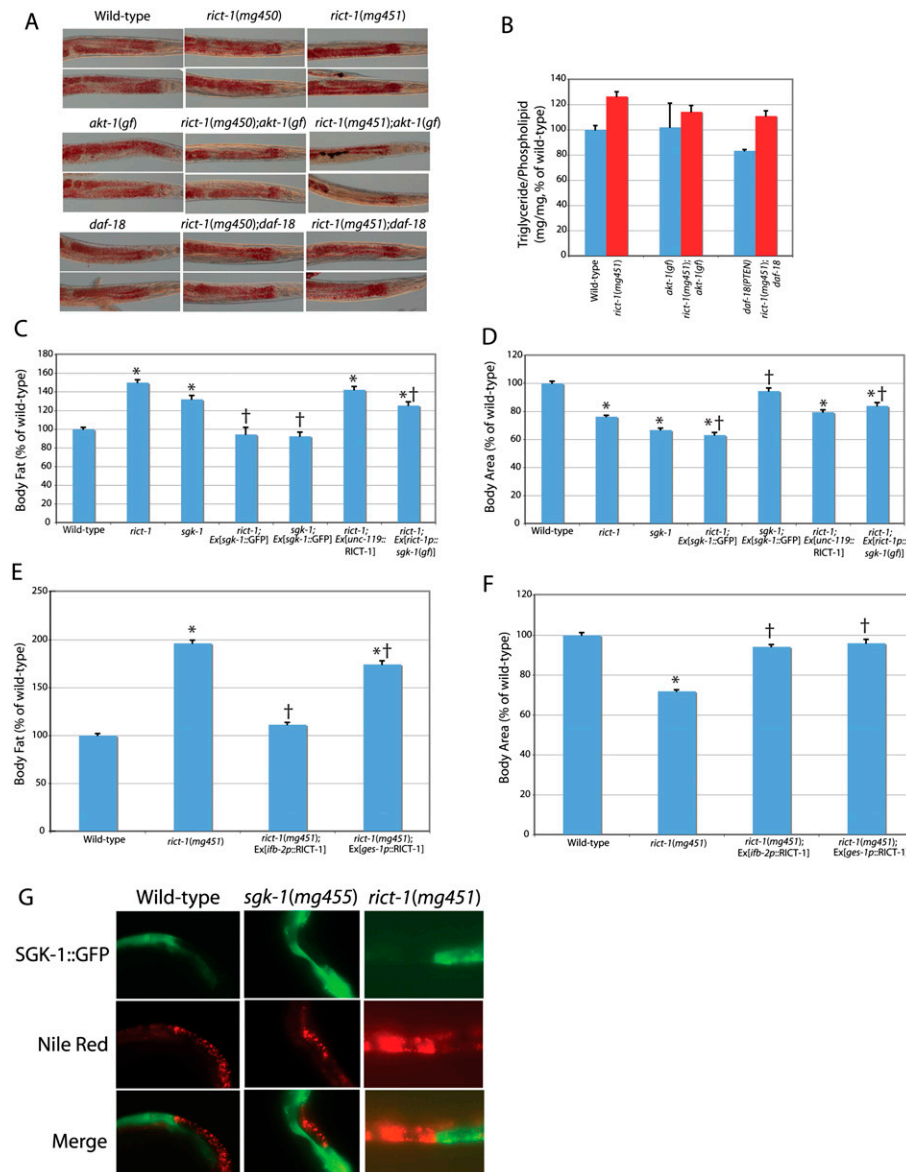 A
Wild-type rict-1(mg450) rict-1(mg451)
akt-1(gf) rict-1(mg450);akt-1(gf) rict-1(mg451);akt-1(gf)
daf-18 rict-1(mg450);daf-18 rict-1(mg451);daf-18
B
Triglyceride/Phospholipid
(mg/mg, % of wild-type)
140
120
100
80
60
40
20
0
Wild-type
rict-1(mg451)
akt-1(gf)
rict-1(mg451);
akt-1(gf)
daf-18(PTEN)
rict-1(mg451);
daf-18
C
Body Fat (% of wild-type)
180
160
140
120
100
80
60
40
20
0
* * † † * *†
Wild-type
rict-1
sgk-1
rict-1;
Ex[sgk-1::GFP]
sgk-1;
Ex[sgk-1::GFP]
rict-1;
Ex[unc-119::
RICT-1]
rict-1;
Ex[rict-1p::
sgk-1(gf)]
D
Body Area (% of wild-type)
120
100
80
60
40
20
0
* * *† † * *†
Wild-type
rict-1
sgk-1
rict-1;
Ex[sgk-1::GFP]
sgk-1;
Ex[sgk-1::GFP]
rict-1;
Ex[unc-119::
RICT-1]
rict-1;
Ex[rict-1p::
sgk-1(gf)]
E
Body Fat (% of wild-type)
250
200
150
100
50
0
* † *†
Wild-type
rict-1(mg451)
rict-1(mg451);
Ex[ifb-2p::RICT-1]
rict-1(mg451);
Ex[ges-1p::RICT-1]
F
Body Area (% of wild-type)
120
100
80
60
40
20
0
* † †
Wild-type
rict-1(mg451)
rict-1(mg451);
Ex[ifb-2p::RICT-1]
rict-1(mg451);
Ex[ges-1p::RICT-1]
G
Wild-type sgk-1(mg455) rict-1(mg451)
SGK-1::GFP
Nile Red
Merge